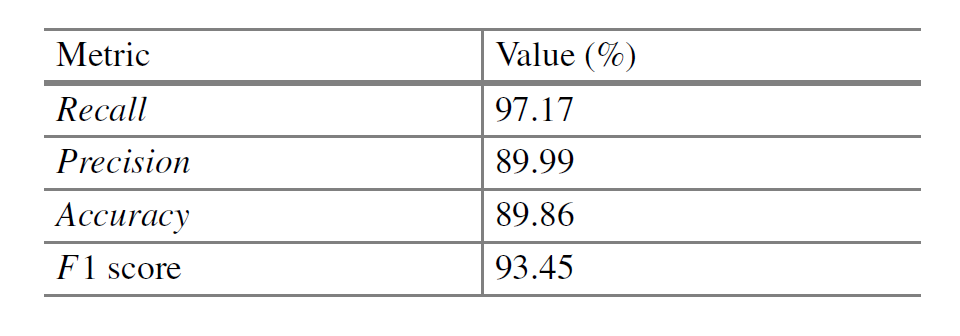 Metric Value (%)
Recall 97.17
Precision 89.99
Accuracy 89.86
F1 score 93.45